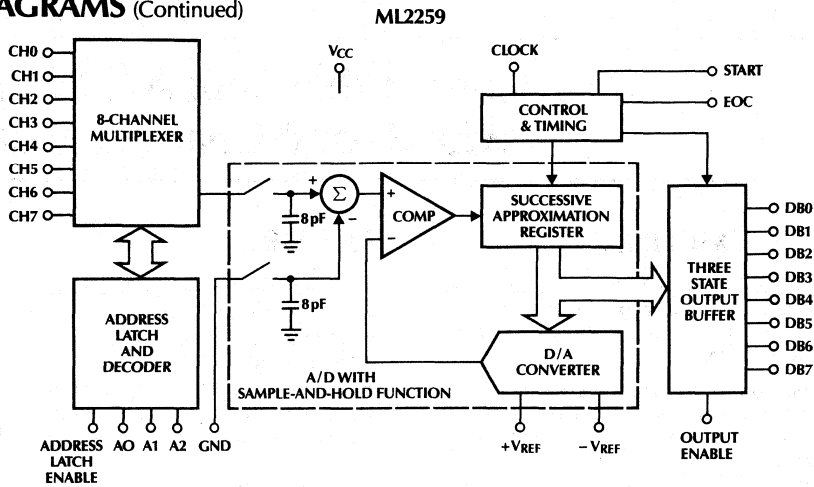 AGRAMS (Continued)
ML2259
CH0
CH1
CH2
CH3
CH4
CH5
CH6
CH7
8-CHANNEL
MULTIPLEXER
VCC
CLOCK
START
EOC
CONTROL
& TIMING
+
Σ
−
8pF
8pF
+
COMP
−
SUCCESSIVE
APPROXIMATION
REGISTER
THREE
STATE
OUTPUT
BUFFER
DB0
DB1
DB2
DB3
DB4
DB5
DB6
DB7
ADDRESS
LATCH
AND
DECODER
D/A
CONVERTER
A/D WITH
SAMPLE-AND-HOLD FUNCTION
ADDRESS
LATCH
ENABLE
AO
A1
A2
GND
+VREF
−VREF
OUTPUT
ENABLE